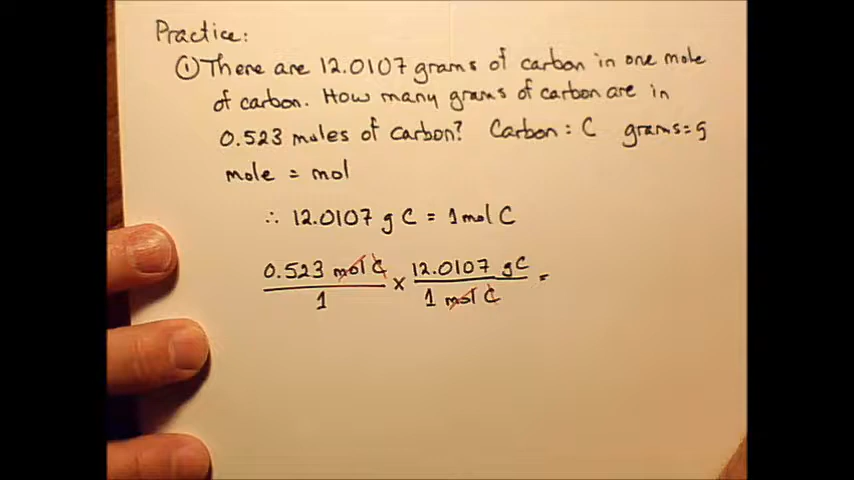 Practice:
① There are 12.0107 grams of carbon in one mole
of carbon. How many grams of carbon are in
0.523 moles of carbon? Carbon : C grams = g
mole = mol
∴ 12.0107 g C = 1 mol C
0.523 mol C / 1 × 12.0107 gC / 1 mol C =